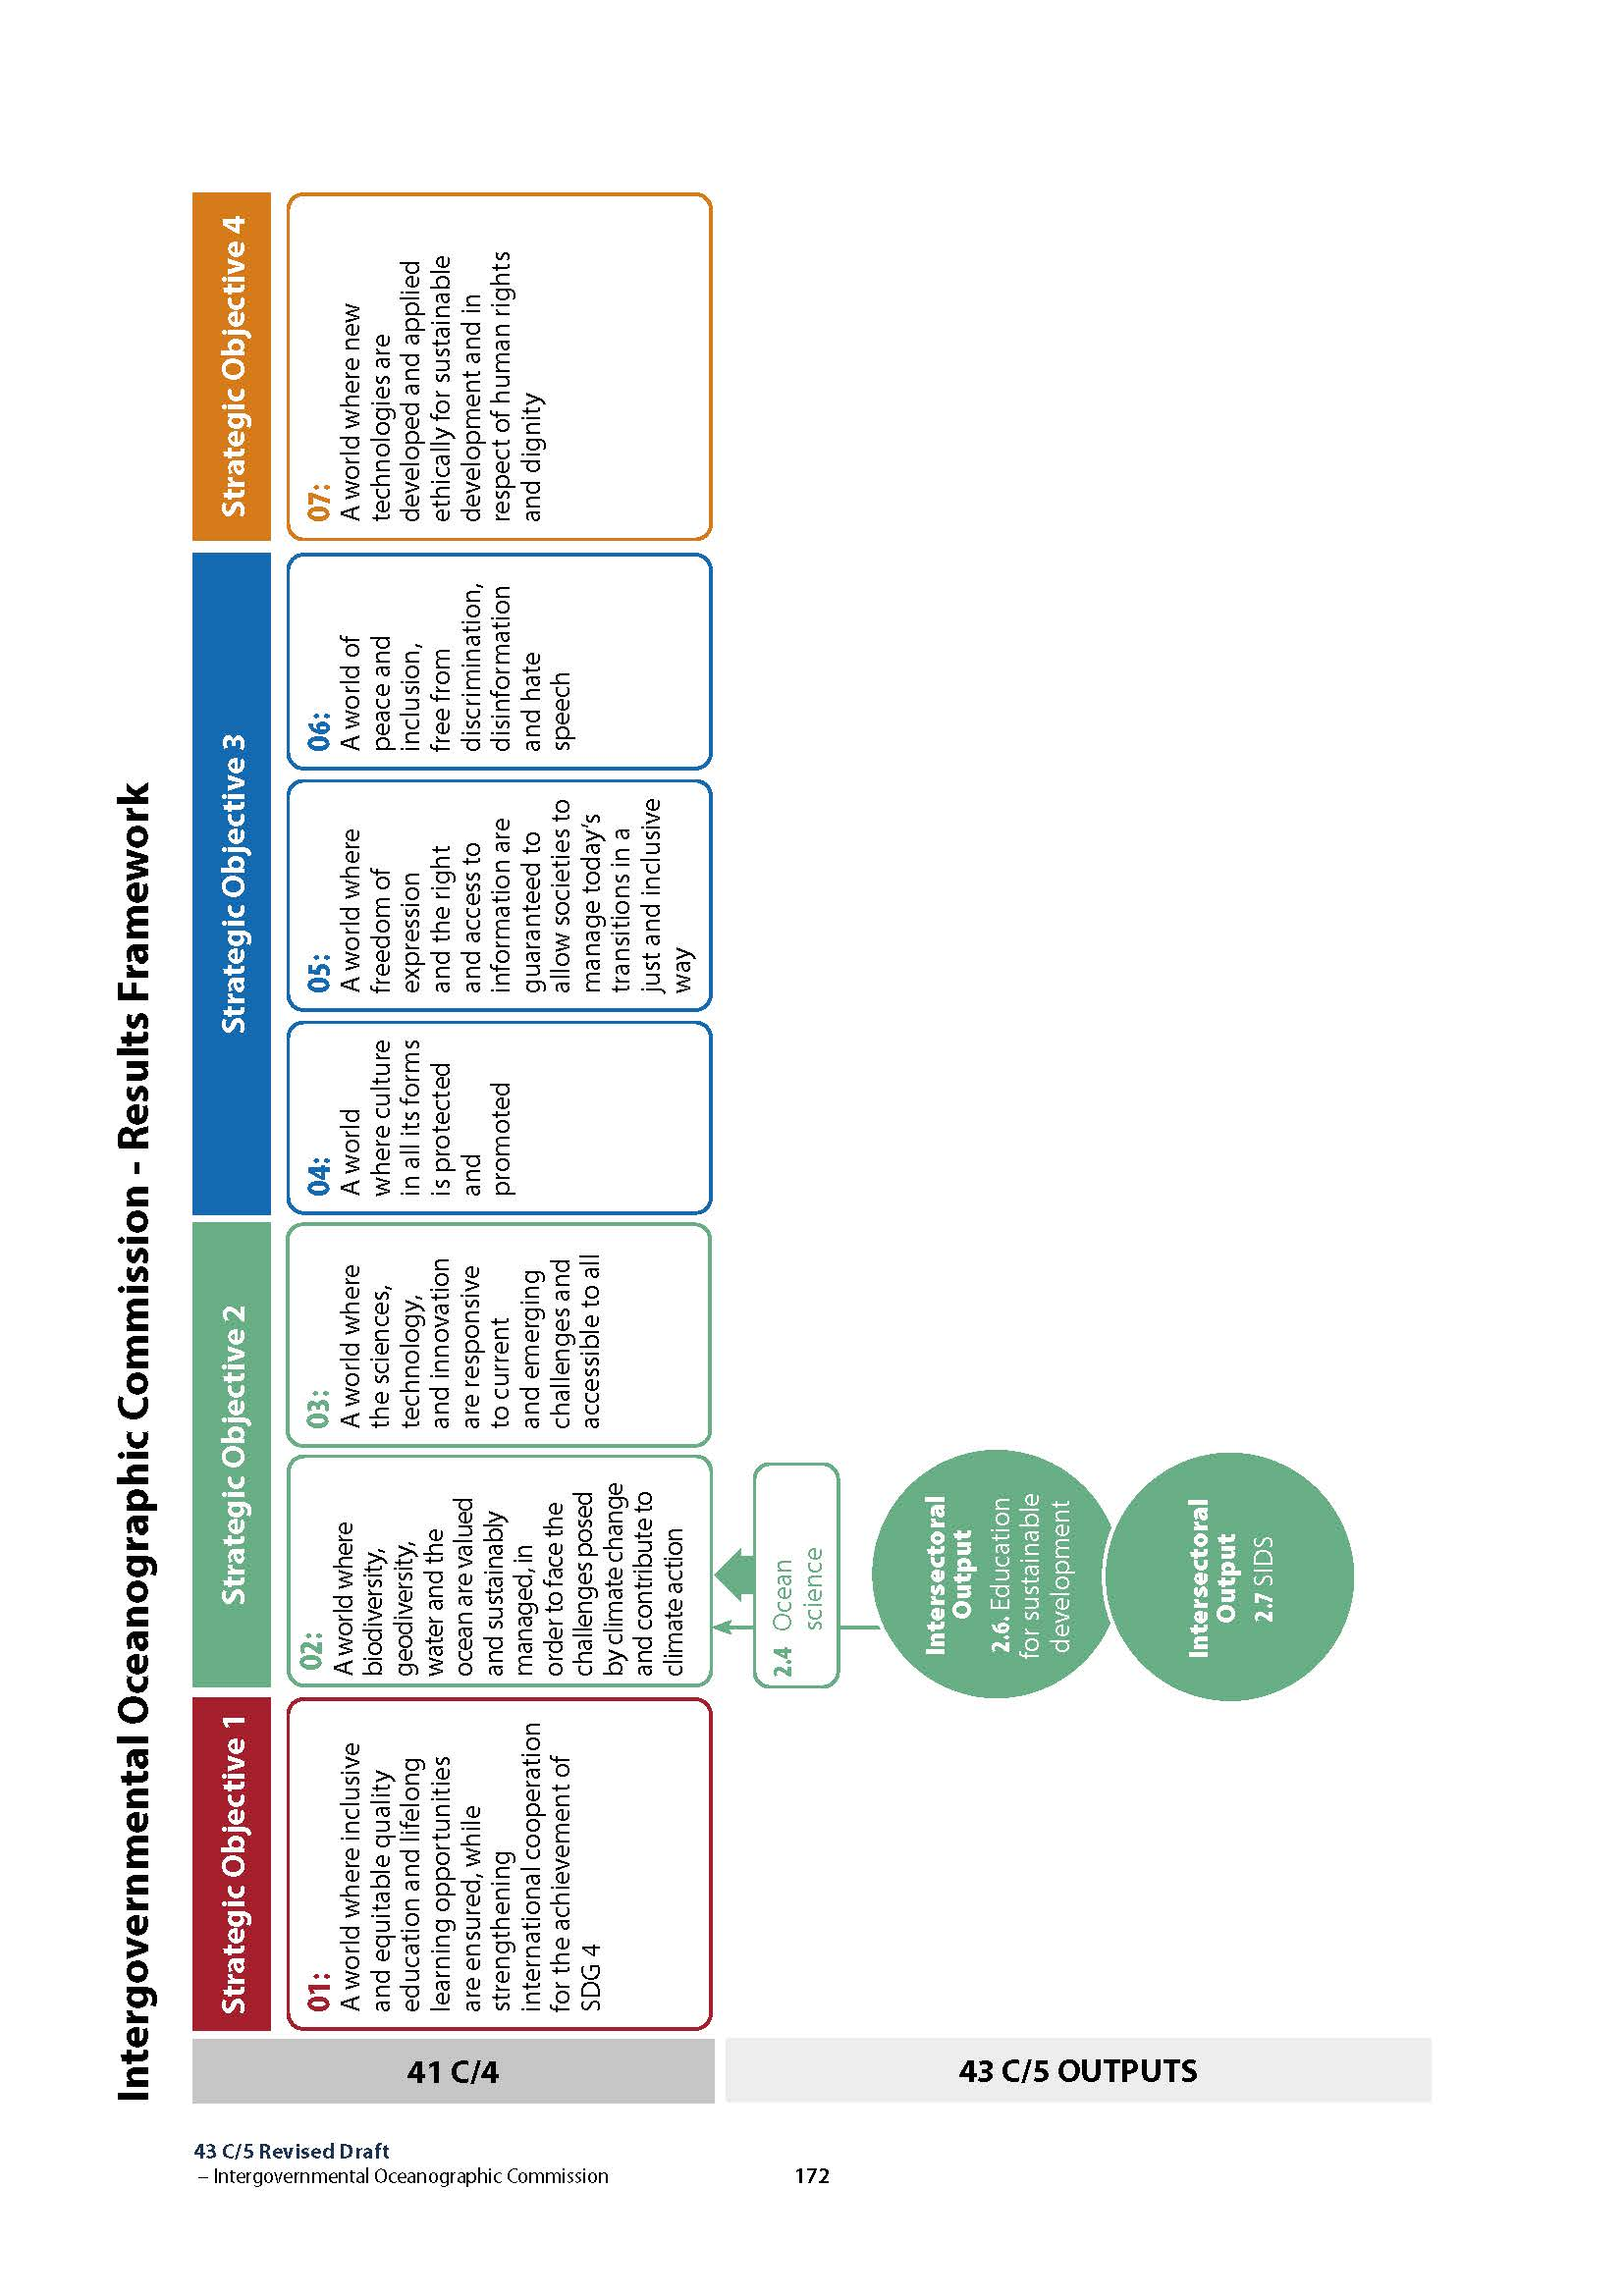 Intergovernmental Oceanographic Commission - Results Framework
41 C/4
Strategic Objective 1
01:
A world where inclusive
and equitable quality
education and lifelong
learning opportunities
are ensured, while
strengthening
international cooperation
for the achievement of
SDG 4
Strategic Objective 2
02:
A world where
biodiversity,
geodiversity,
water and the
ocean are valued
and sustainably
managed, in
order to face the
challenges posed
by climate change
and contribute to
climate action
03:
A world where
the sciences,
technology,
and innovation
are responsive
to current
and emerging
challenges and
accessible to all
Strategic Objective 3
04:
A world
where culture
in all its forms
is protected
and
promoted
05:
A world where
freedom of
expression
and the right
and access to
information are
guaranteed to
allow societies to
manage today's
transitions in a
just and inclusive
way
06:
A world of
peace and
inclusion,
free from
discrimination,
disinformation
and hate
speech
Strategic Objective 4
07:
A world where new
technologies are
developed and applied
ethically for sustainable
development and in
respect of human rights
and dignity
43 C/5 OUTPUTS
2.4 Ocean
science
Intersectoral
Output
2.6. Education
for sustainable
development
Intersectoral
Output
2.7 SIDS
43 C/5 Revised Draft
– Intergovernmental Oceanographic Commission
172